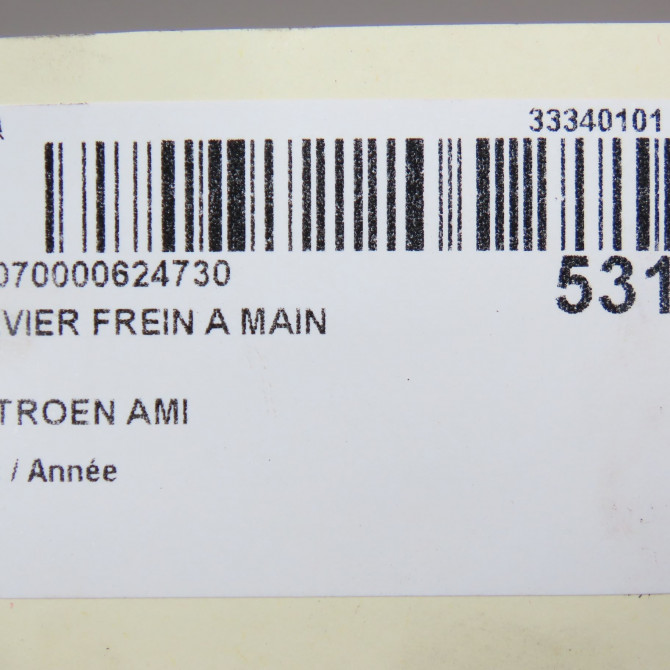 33340101
070000624730
531
VIER FREIN A MAIN
TROEN AMI
/ Année